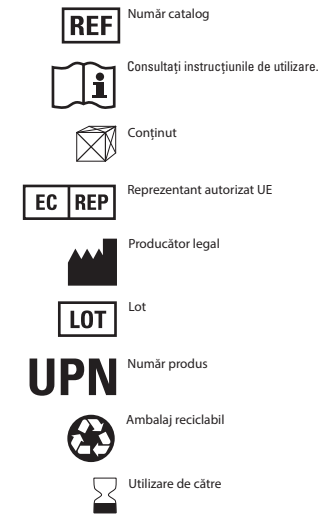 REF Număr catalog
Consultați instrucțiunile de utilizare.
Conținut
EC REP Reprezentant autorizat UE
Producător legal
LOT Lot
UPN Număr produs
Ambalaj reciclabil
Utilizare de către